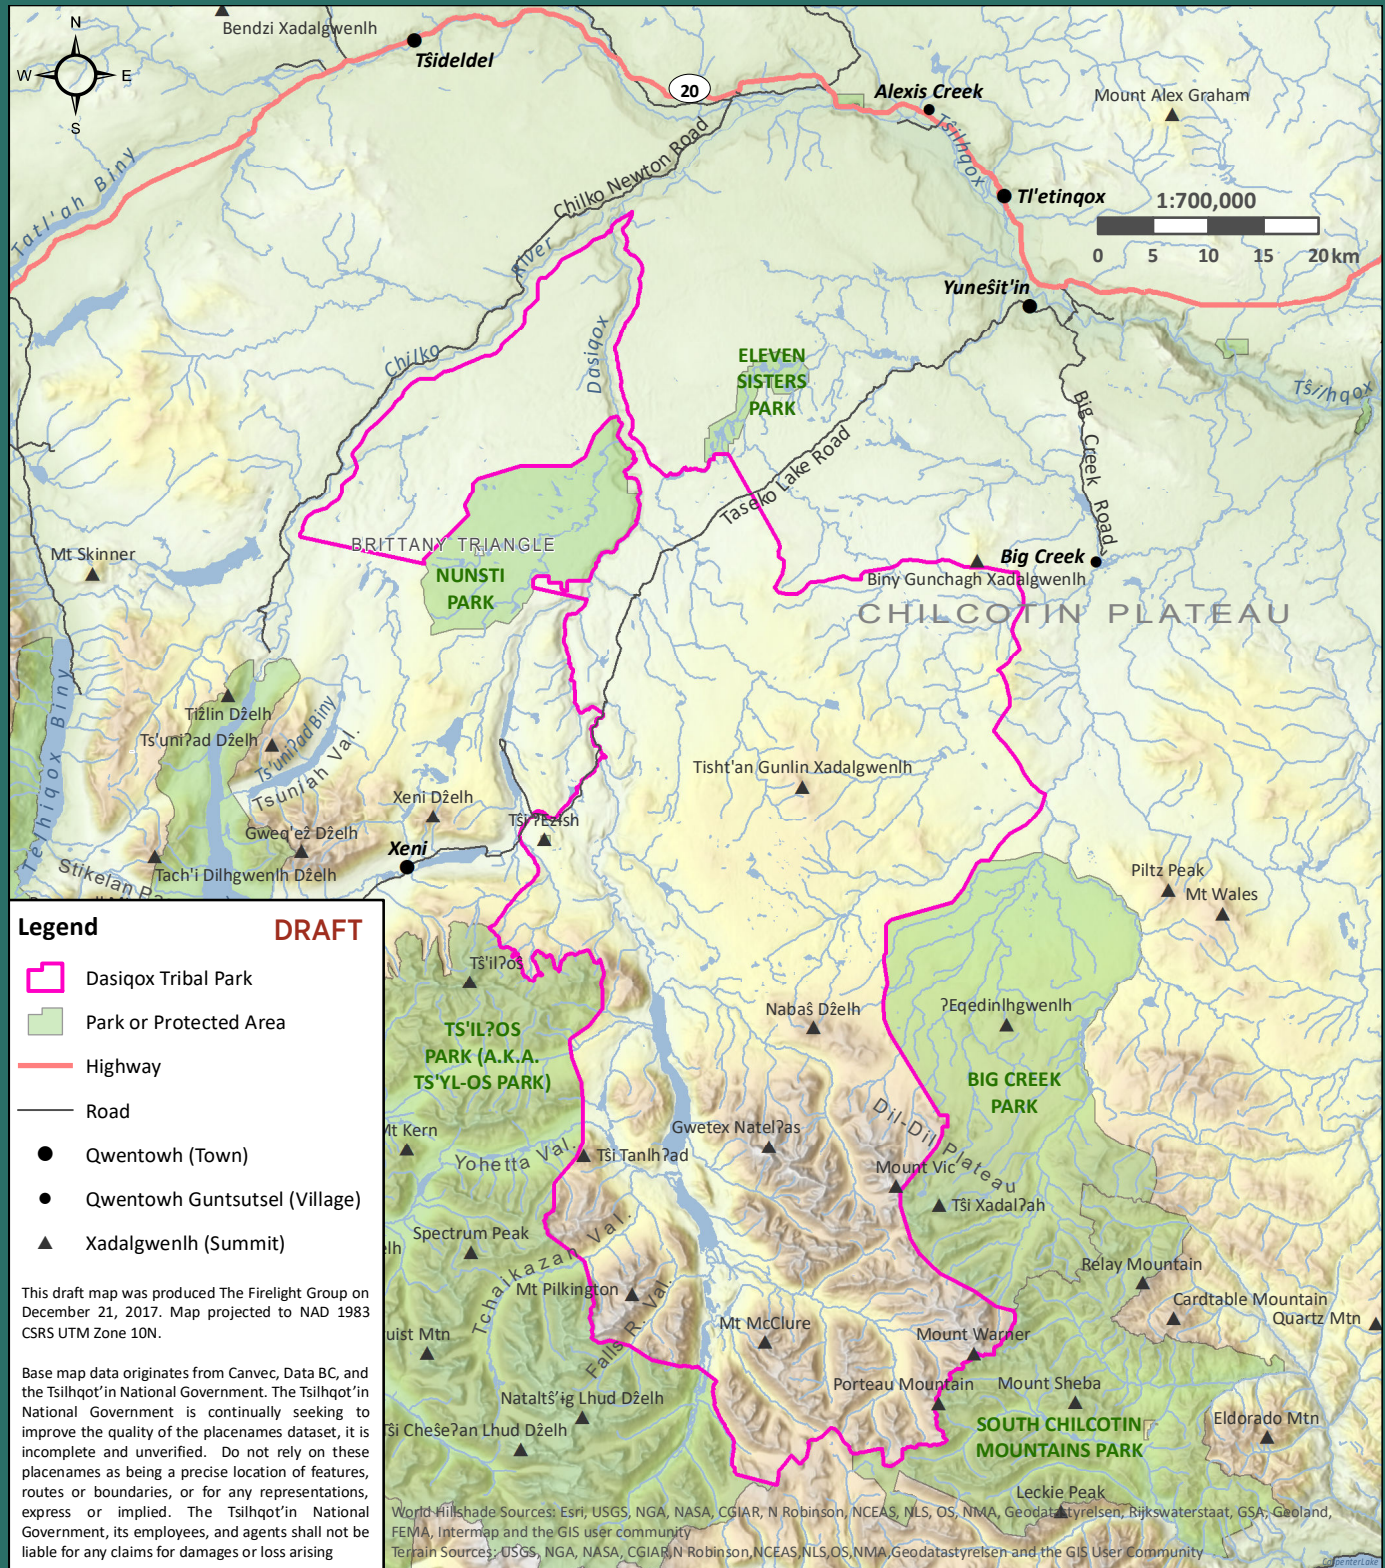 Bendzi Xadalgwenlh
N
W
E
S
Tŝideldel
20
Alexis Creek
Mount Alex Graham
Tŝilhqox
Tatl'ah Biny
Chilko Newton Road
Tl'etinqox
1:700,000
0 5 10 15 20 km
River
Yuneŝit'in
Chilko
Dasiqox
ELEVEN
SISTERS
PARK
Tŝilhqox
Big Creek Road
Taseko Lake Road
Mt Skinner
BRITTANY TRIANGLE
NUNSTI
PARK
Big Creek
Biny Gunchagh Xadalgwenlh
CHILCOTIN PLATEAU
Telhiqox Biny
Tiẑlin Dẑelh
Ts'uniʔad Dẑelh
Ts'uniʔad Biny
Tsuniah Val.
Tisht'an Gunlin Xadalgwenlh
Xeni Dẑelh
Tŝi ʔEẑish
Gweq'eẑ Dẑelh
Xeni
Tach'i Dilhgwenlh Dẑelh
Stikelan
Piltz Peak
Mt Wales
Legend
DRAFT
Dasiqox Tribal Park
Park or Protected Area
Highway
Road
Qwentowh (Town)
Qwentowh Guntsutsel (Village)
Xadalgwenlh (Summit)
This draft map was produced The Firelight Group on
December 21, 2017. Map projected to NAD 1983
CSRS UTM Zone 10N.
Base map data originates from Canvec, Data BC, and
the Tsilhqot'in National Government. The Tsilhqot'in
National Government is continually seeking to
improve the quality of the placenames dataset, it is
incomplete and unverified. Do not rely on these
placenames as being a precise location of features,
routes or boundaries, or for any representations,
express or implied. The Tsilhqot'in National
Government, its employees, and agents shall not be
liable for any claims for damages or loss arising
Tŝ'ilʔoŝ
TS'ILʔOS
PARK (A.K.A.
TS'YL-OS PARK)
Nabaŝ Dẑelh
ʔEqedinlhgwenlh
BIG CREEK
PARK
Dil-Dil Plateau
Mt Kern
Yohetta Val.
Tŝi Tanlhʔad
Gwetex Natelʔas
Mount Vic
Tŝi Xadalʔah
Spectrum Peak
Tchaikazan Val.
Mt Pilkington
Falls R. Val.
Relay Mountain
Cardtable Mountain
Quartz Mtn
uist Mtn
elh
Mt McClure
Mount Warner
Porteau Mountain
Mount Sheba
Nataltŝ'ɨg Lhud Dẑelh
Tŝi Cheŝeʔan Lhud Dẑelh
SOUTH CHILCOTIN
MOUNTAINS PARK
Eldorado Mtn
Leckie Peak
World Hillshade Sources: Esri, USGS, NGA, NASA, CGIAR, N Robinson, NCEAS, NLS, OS, NMA, Geodatastyrelsen, Rijkswaterstaat, GSA, Geoland,
FEMA, Intermap and the GIS user community
Terrain Sources: USGS, NGA, NASA, CGIAR,N Robinson,NCEAS,NLS,OS,NMA,Geodatastyrelsen and the GIS User Community
CarpenterLake